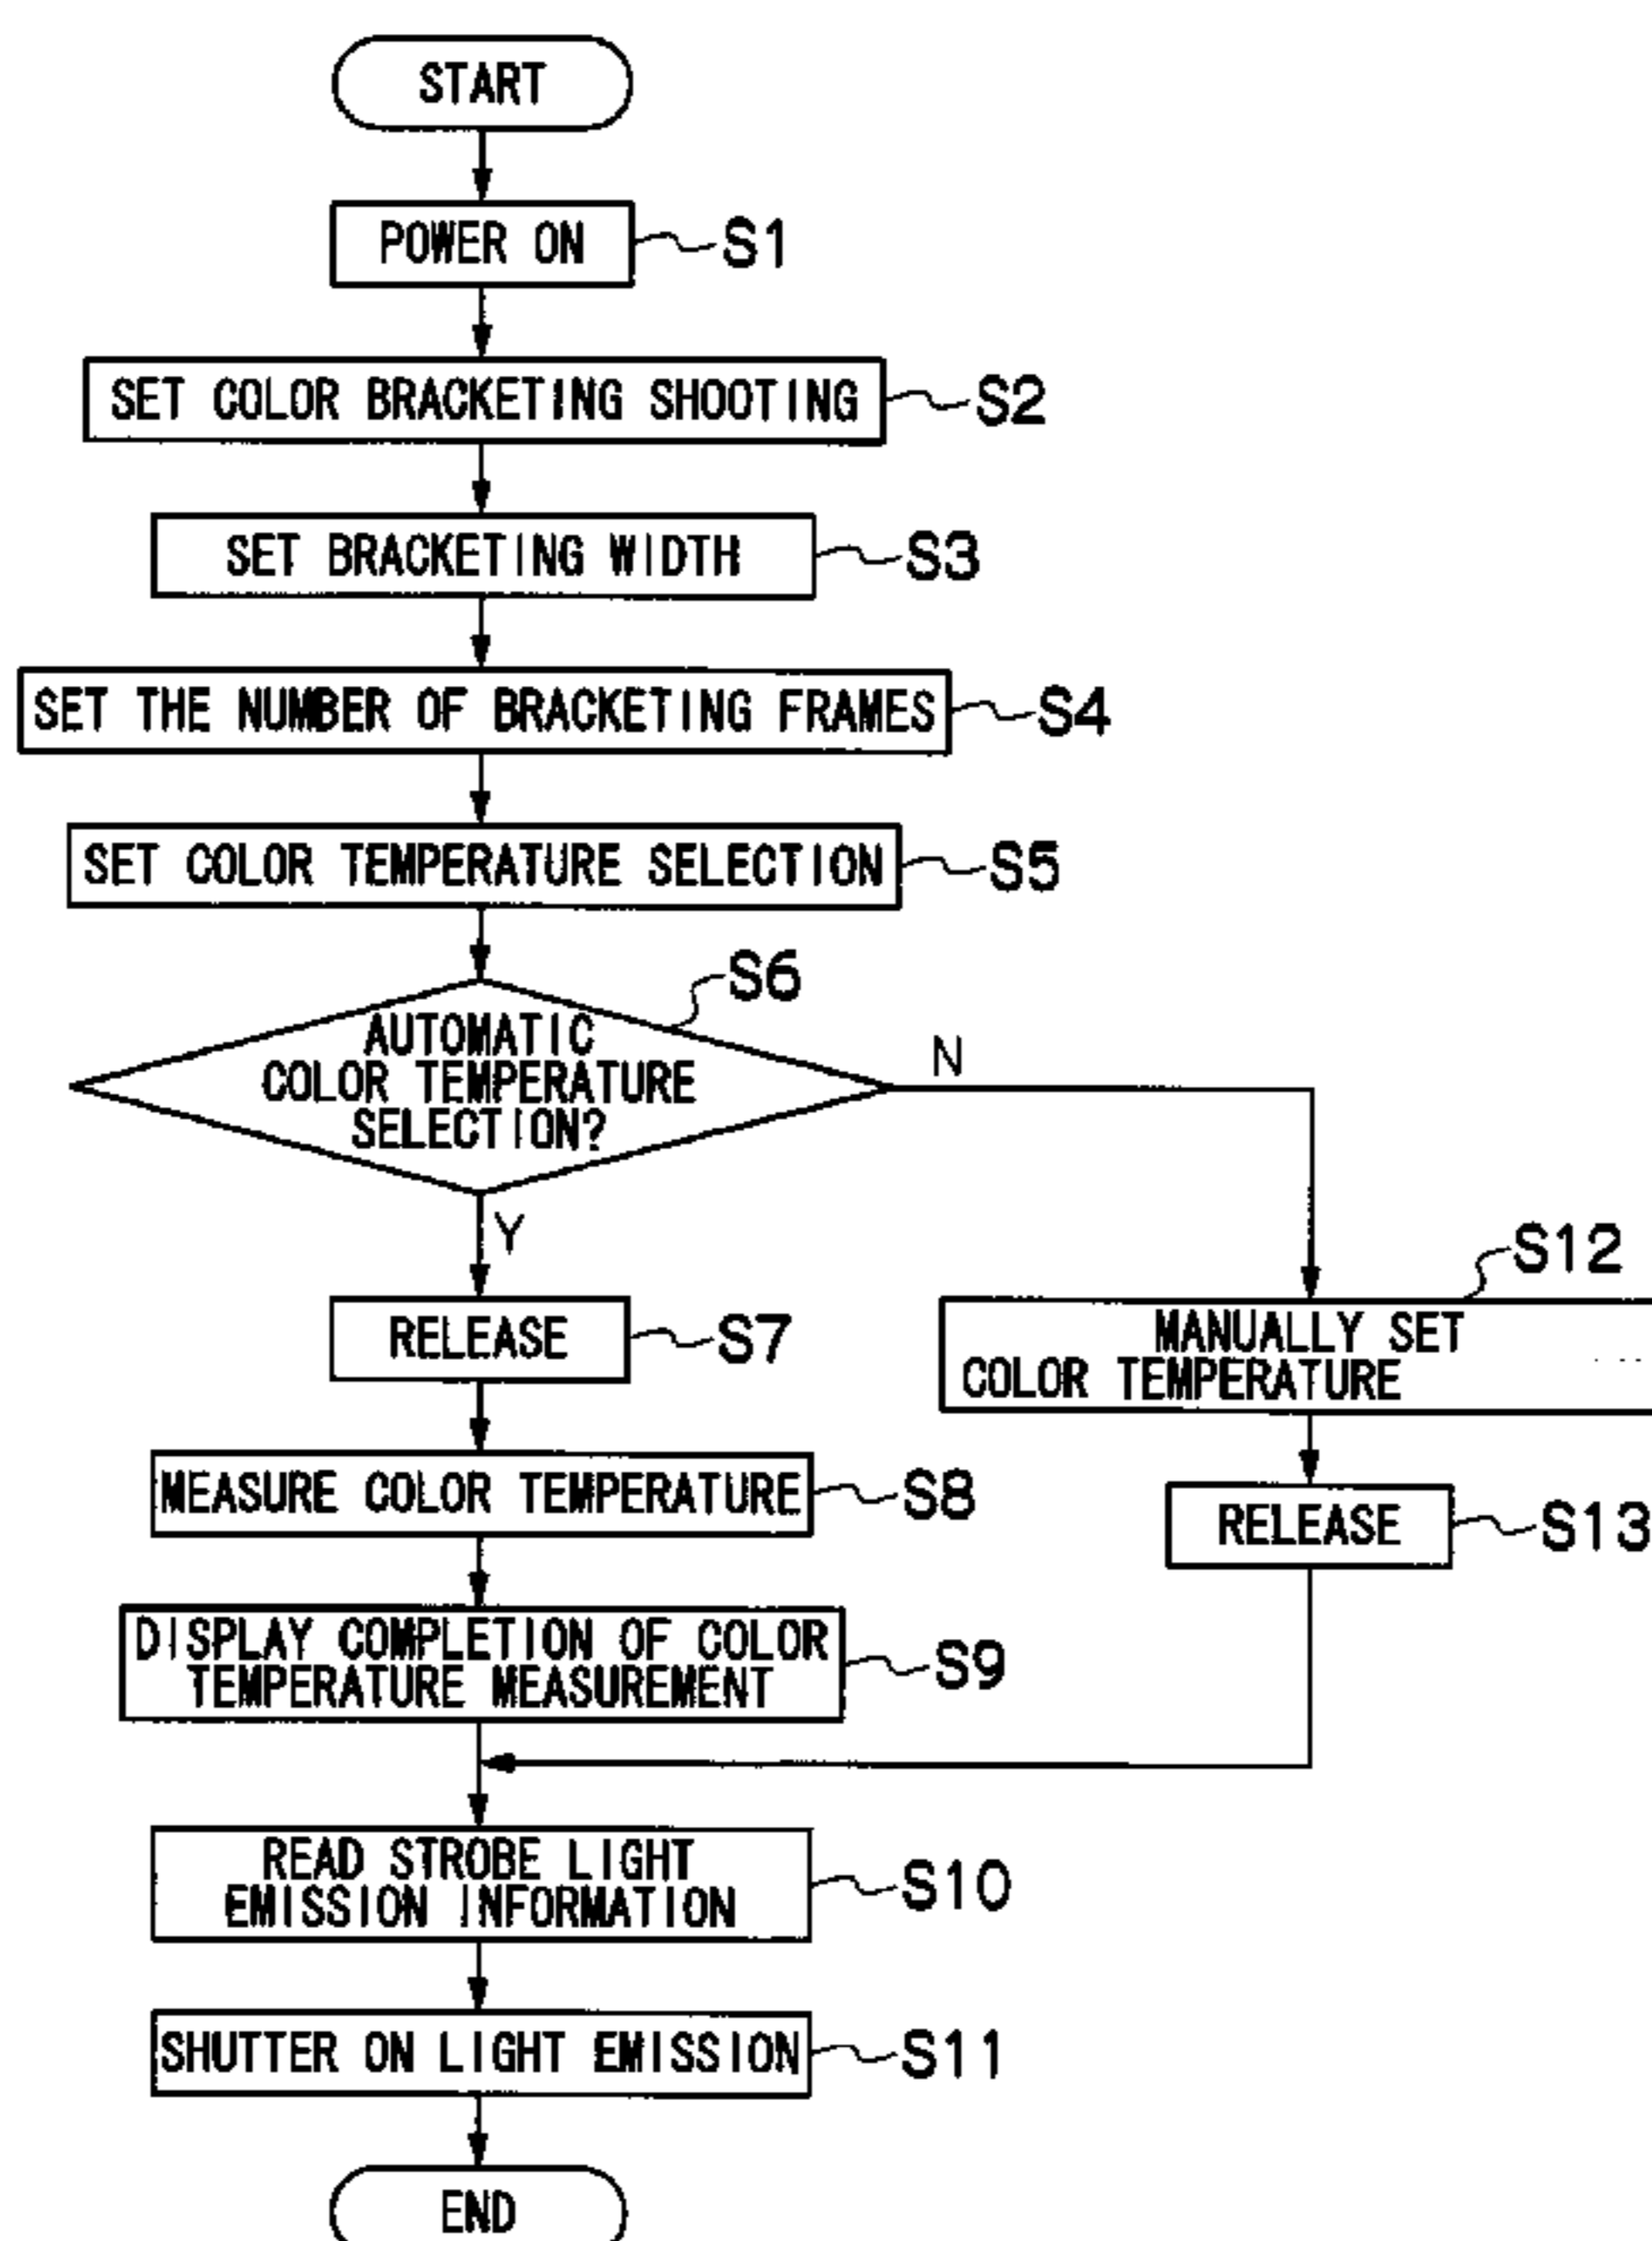 START
POWER ON
S1
SET COLOR BRACKETING SHOOTING
S2
SET BRACKETING WIDTH
S3
SET THE NUMBER OF BRACKETING FRAMES
S4
SET COLOR TEMPERATURE SELECTION
S5
S6
AUTOMATIC
COLOR TEMPERATURE
SELECTION?
N
Y
RELEASE
S7
S12
MANUALLY SET
COLOR TEMPERATURE
MEASURE COLOR TEMPERATURE
S8
RELEASE
S13
DISPLAY COMPLETION OF COLOR
TEMPERATURE MEASUREMENT
S9
READ STROBE LIGHT
EMISSION INFORMATION
S10
SHUTTER ON LIGHT EMISSION
S11
END